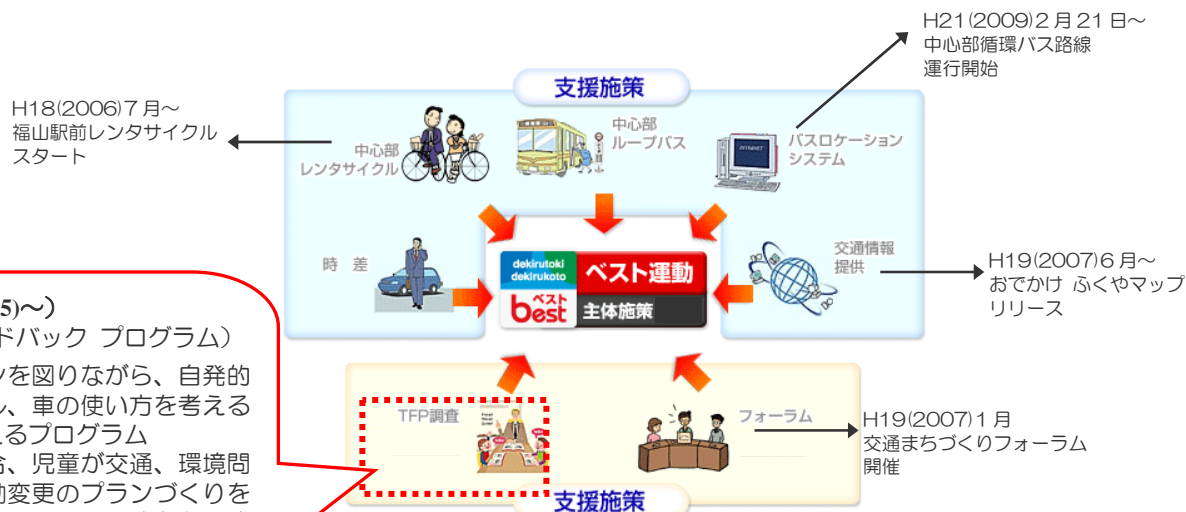 H21(2009)2月21日～
中心部循環バス路線
運行開始
支援施策
H18(2006)7月～
福山駅前レンタサイクル
スタート
中心部
レンタサイクル
中心部
ループバス
バスロケーション
システム
時 差
dekirutoki
dekirukoto
ベスト運動
ベスト
best
主体施策
交通情報
提供
H19(2007)6月～
おでかけ ふくやマップ
リリース
5)～）
ドバック プログラム）
ンを図りながら、自発的
し、車の使い方を考える
えるプログラム
合、児童が交通、環境問
動変更のプランづくりを
TFP調査
フォーラム
H19(2007)1月
交通まちづくりフォーラム
開催
支援施策